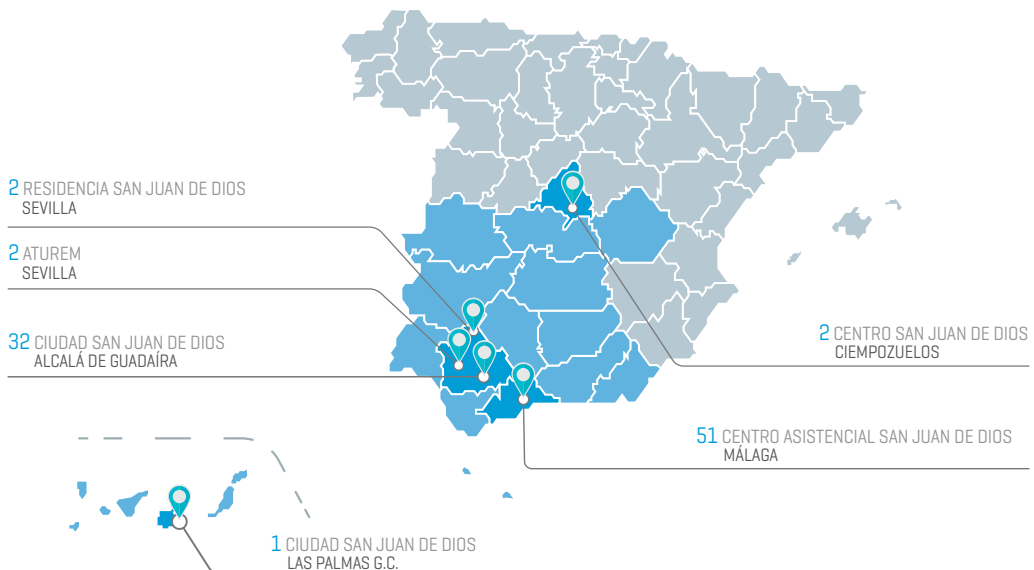 2 RESIDENCIA SAN JUAN DE DIOS
SEVILLA
2 ATUREM
SEVILLA
32 CIUDAD SAN JUAN DE DIOS
ALCALÁ DE GUADAÍRA
2 CENTRO SAN JUAN DE DIOS
CIEMPOZUELOS
51 CENTRO ASISTENCIAL SAN JUAN DE DIOS
MÁLAGA
1 CIUDAD SAN JUAN DE DIOS
LAS PALMAS G.C.